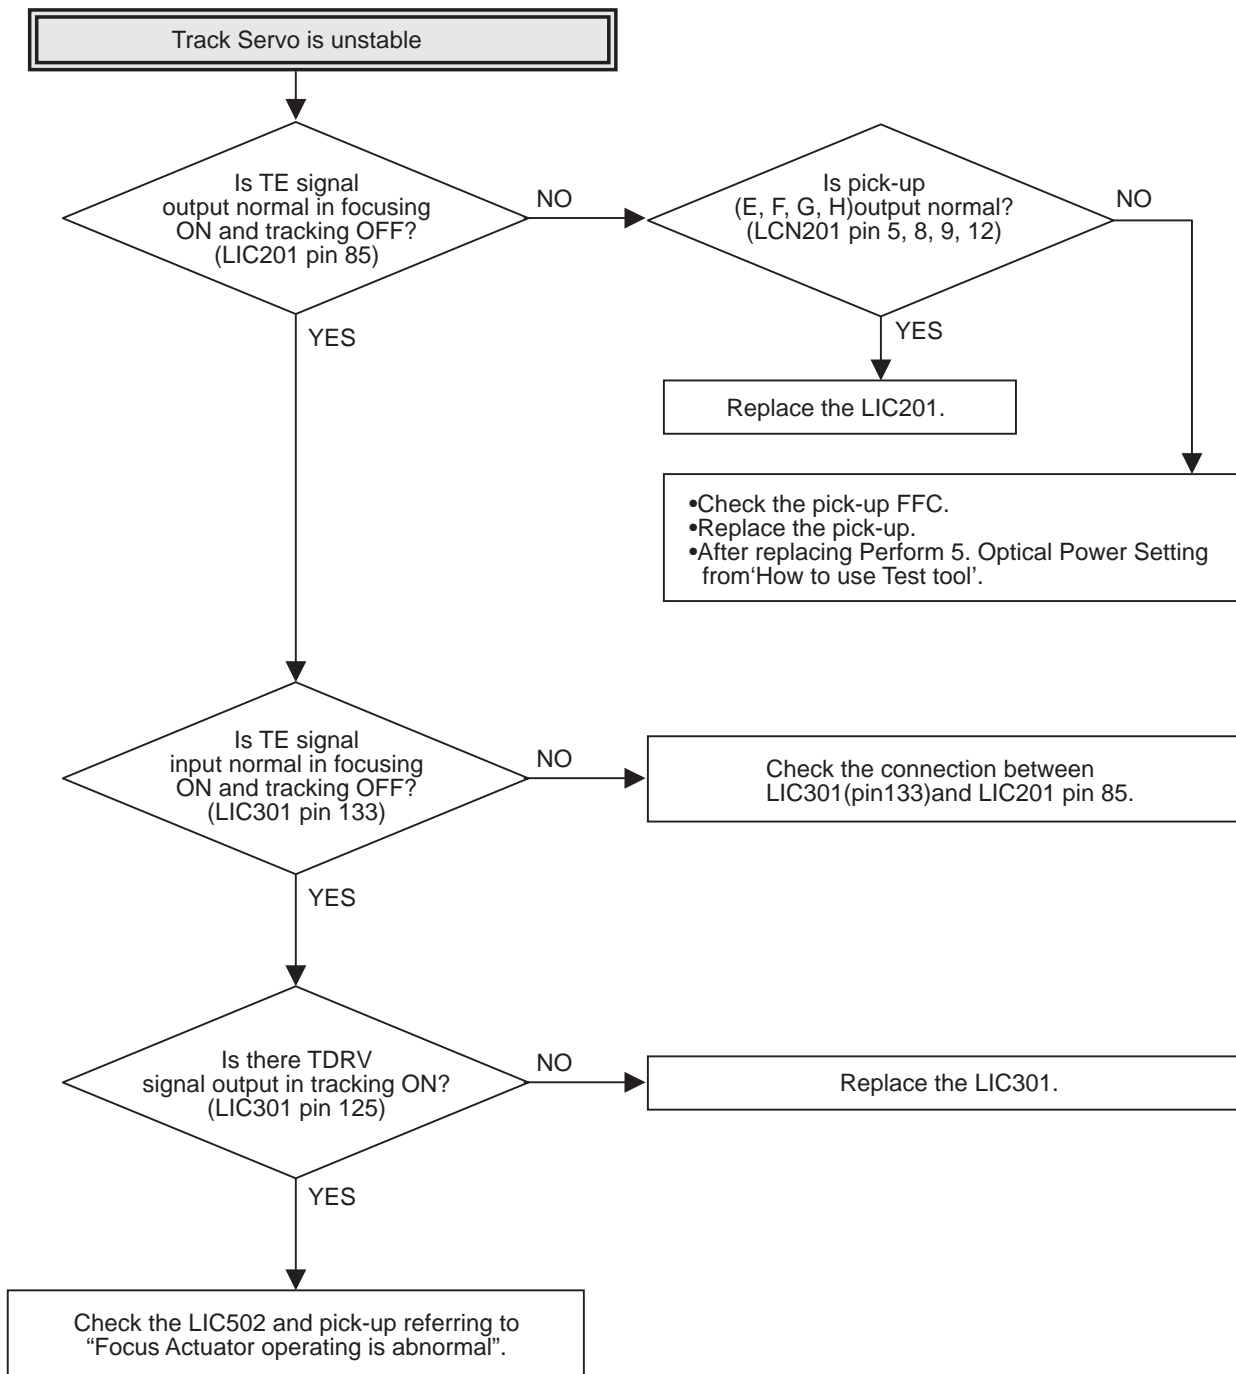 Track Servo is unstable
Is TE signal
output normal in focusing
ON and tracking OFF?
(LIC201 pin 85)
NO
Is pick-up
(E, F, G, H)output normal?
(LCN201 pin 5, 8, 9, 12)
NO
YES
YES
Replace the LIC201.
•Check the pick-up FFC.
•Replace the pick-up.
•After replacing Perform 5. Optical Power Setting
from‘How to use Test tool’.
Is TE signal
input normal in focusing
ON and tracking OFF?
(LIC301 pin 133)
NO
Check the connection between
LIC301(pin133)and LIC201 pin 85.
YES
Is there TDRV
signal output in tracking ON?
(LIC301 pin 125)
NO
Replace the LIC301.
YES
Check the LIC502 and pick-up referring to
“Focus Actuator operating is abnormal”.